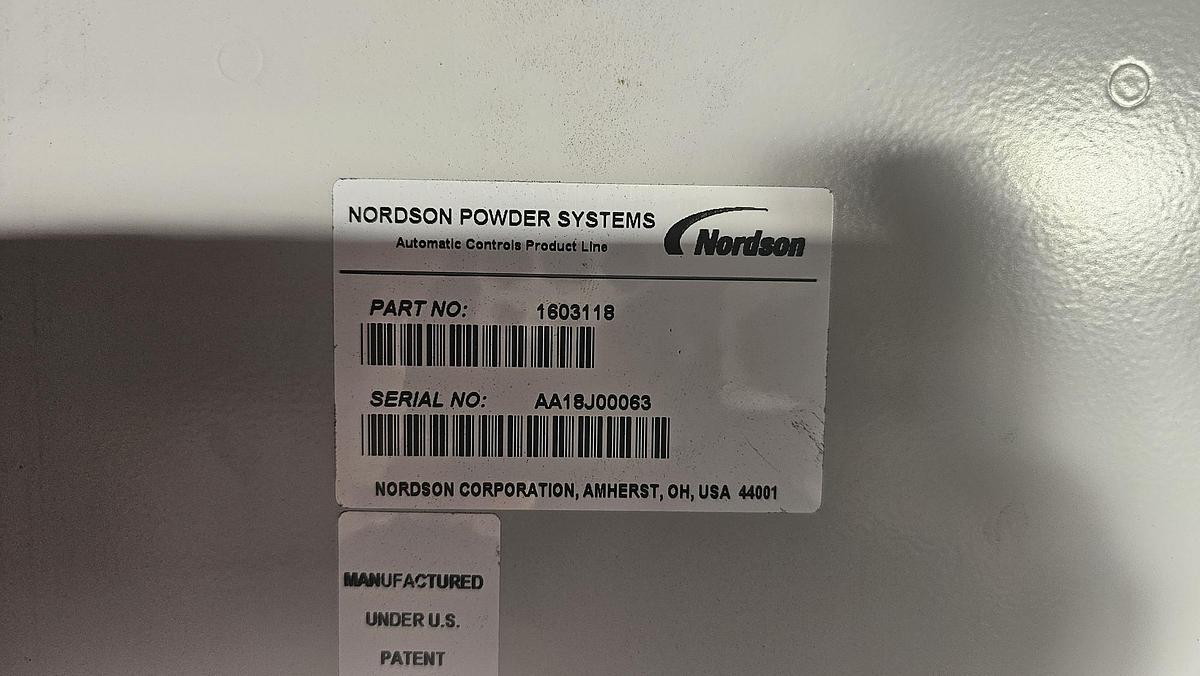 NORDSON POWDER SYSTEMS
Automatic Controls Product Line
Nordson
PART NO: 1603118
SERIAL NO: AA18J00063
NORDSON CORPORATION, AMHERST, OH, USA 44001
MANUFACTURED
UNDER U.S.
PATENT